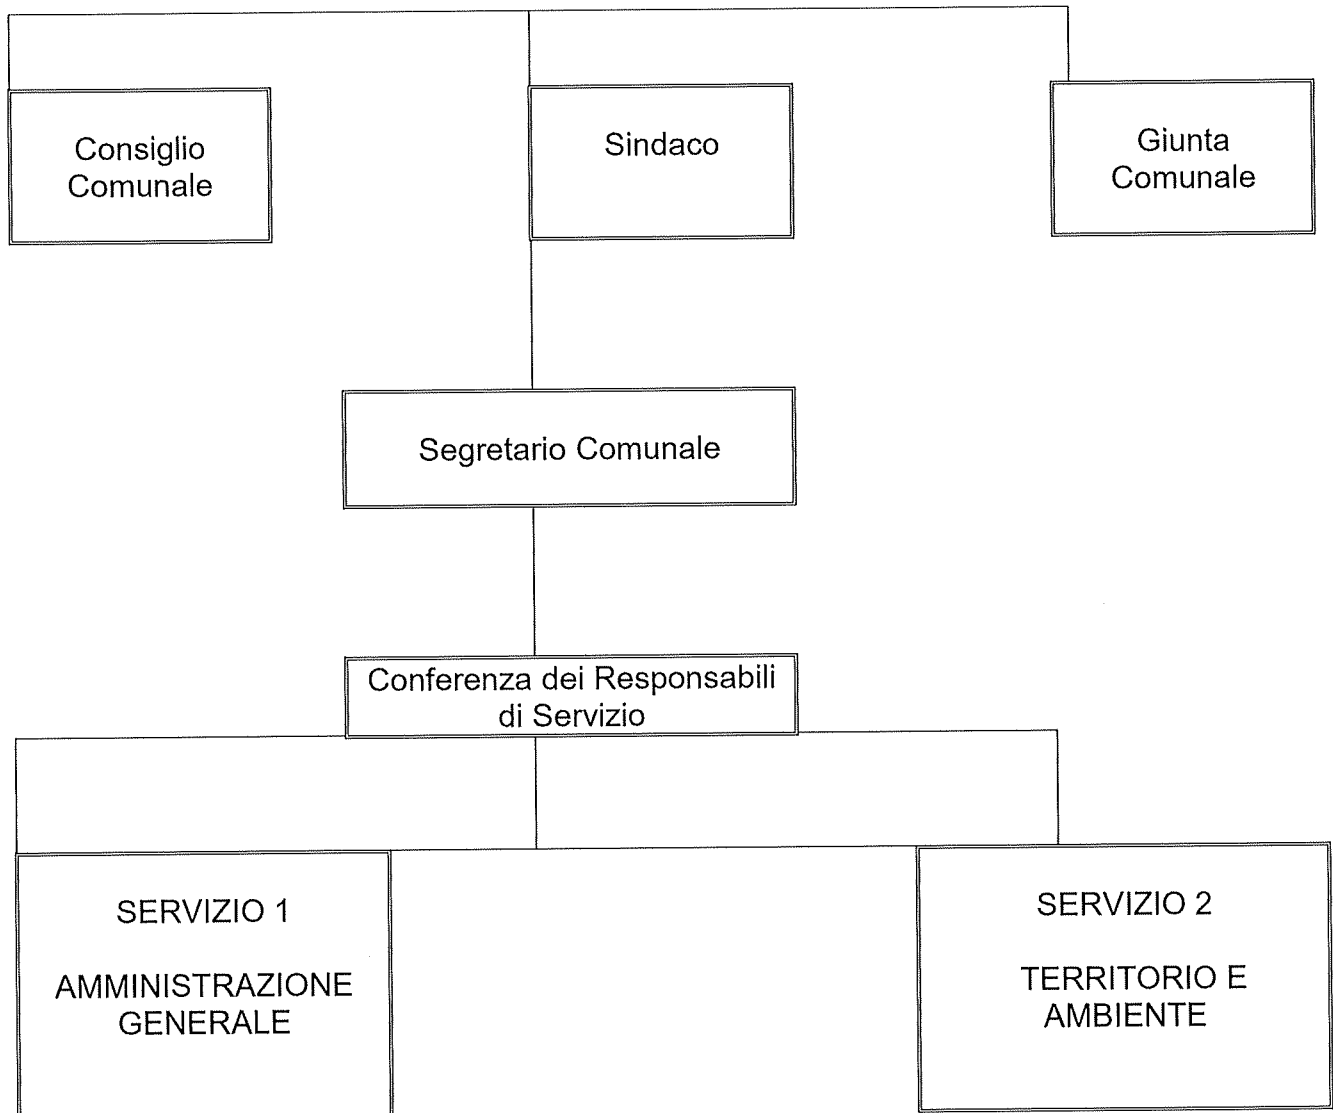 Consiglio
Comunale
Sindaco
Giunta
Comunale
Segretario Comunale
Conferenza dei Responsabili
di Servizio
SERVIZIO 1
AMMINISTRAZIONE
GENERALE
SERVIZIO 2
TERRITORIO E
AMBIENTE